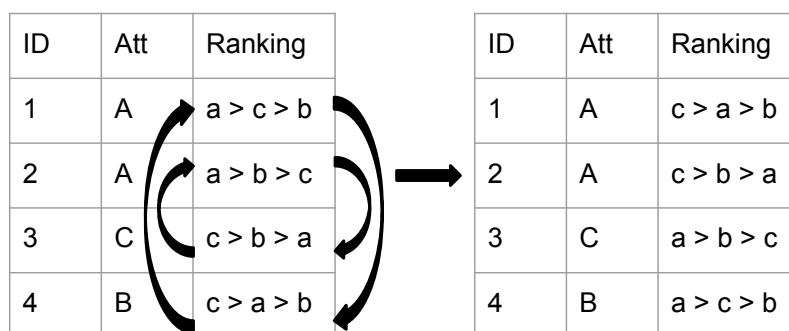 ID Att Ranking
1 A a > c > b
2 A a > b > c
3 C c > b > a
4 B c > a > b
ID Att Ranking
1 A c > a > b
2 A c > b > a
3 C a > b > c
4 B a > c > b